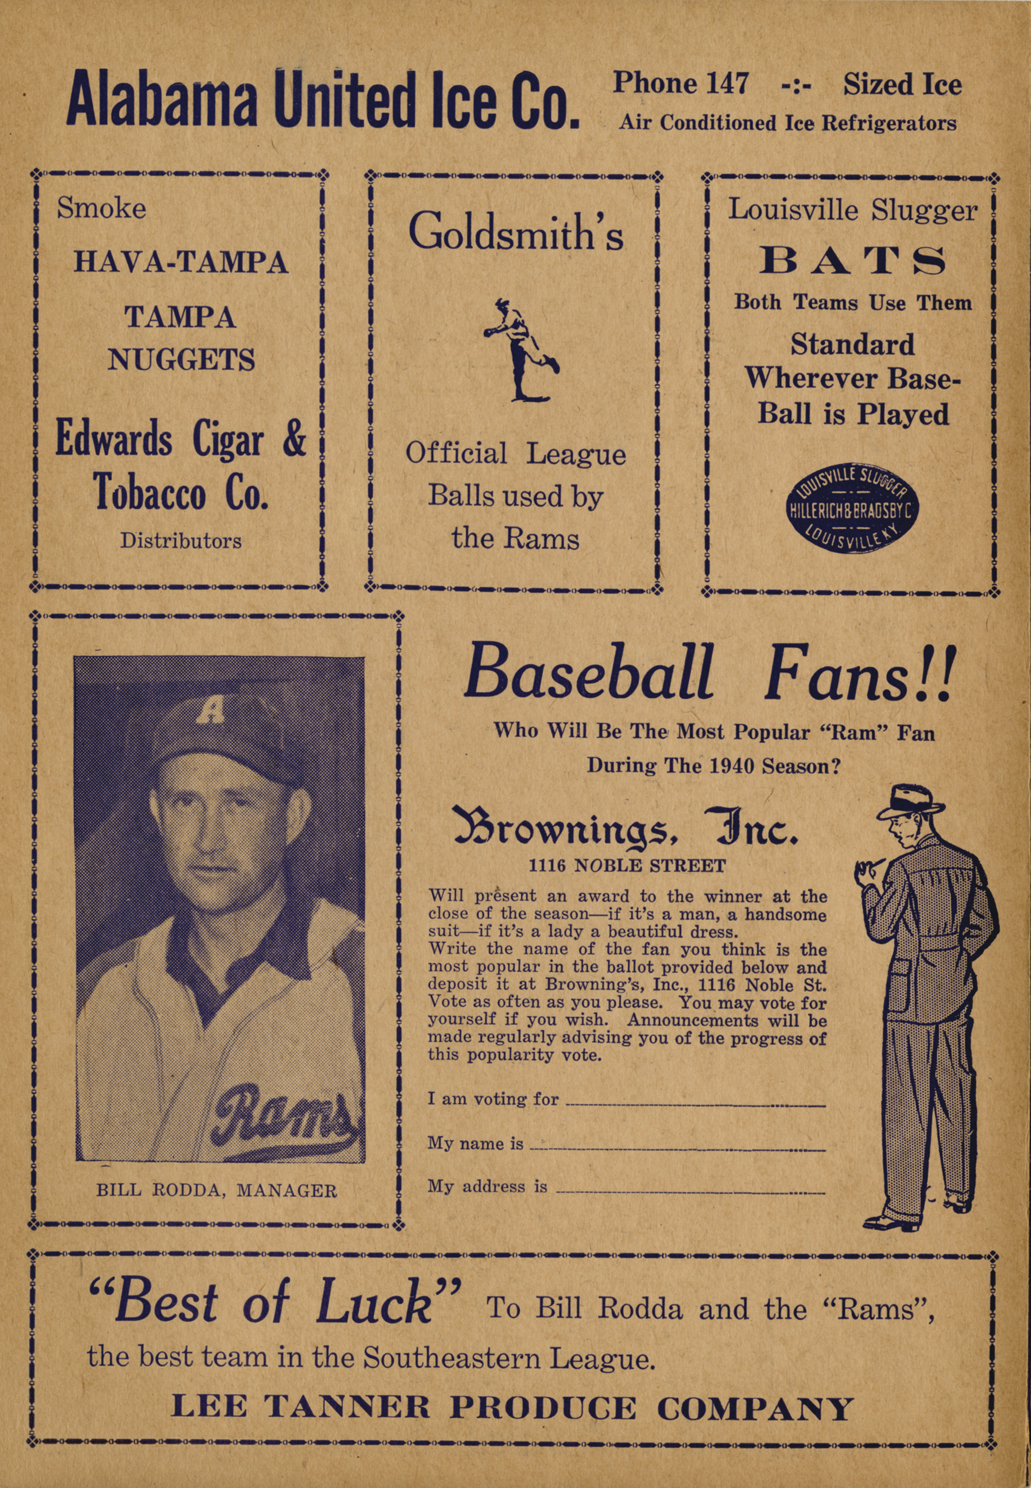 Alabama United Ice Co.
Phone 147 -:- Sized Ice
Air Conditioned Ice Refrigerators
Smoke
HAVA-TAMPA
TAMPA
NUGGETS
Edwards Cigar &
Tobacco Co.
Distributors
Goldsmith's
Official League
Balls used by
the Rams
Louisville Slugger
BATS
Both Teams Use Them
Standard
Wherever Base-
Ball is Played
LOUISVILLE SLUGGER
HILLERICH & BRADSBY C
LOUISVILLE KY
A
Rams
BILL RODDA, MANAGER
Baseball Fans!!
Who Will Be The Most Popular “Ram” Fan
During The 1940 Season?
Brownings, Inc.
1116 NOBLE STREET
Will present an award to the winner at the
close of the season—if it's a man, a handsome
suit—if it's a lady a beautiful dress.
Write the name of the fan you think is the
most popular in the ballot provided below and
deposit it at Browning's, Inc., 1116 Noble St.
Vote as often as you please. You may vote for
yourself if you wish. Announcements will be
made regularly advising you of the progress of
this popularity vote.
I am voting for
My name is
My address is
“Best of Luck” To Bill Rodda and the “Rams”,
the best team in the Southeastern League.
LEE TANNER PRODUCE COMPANY